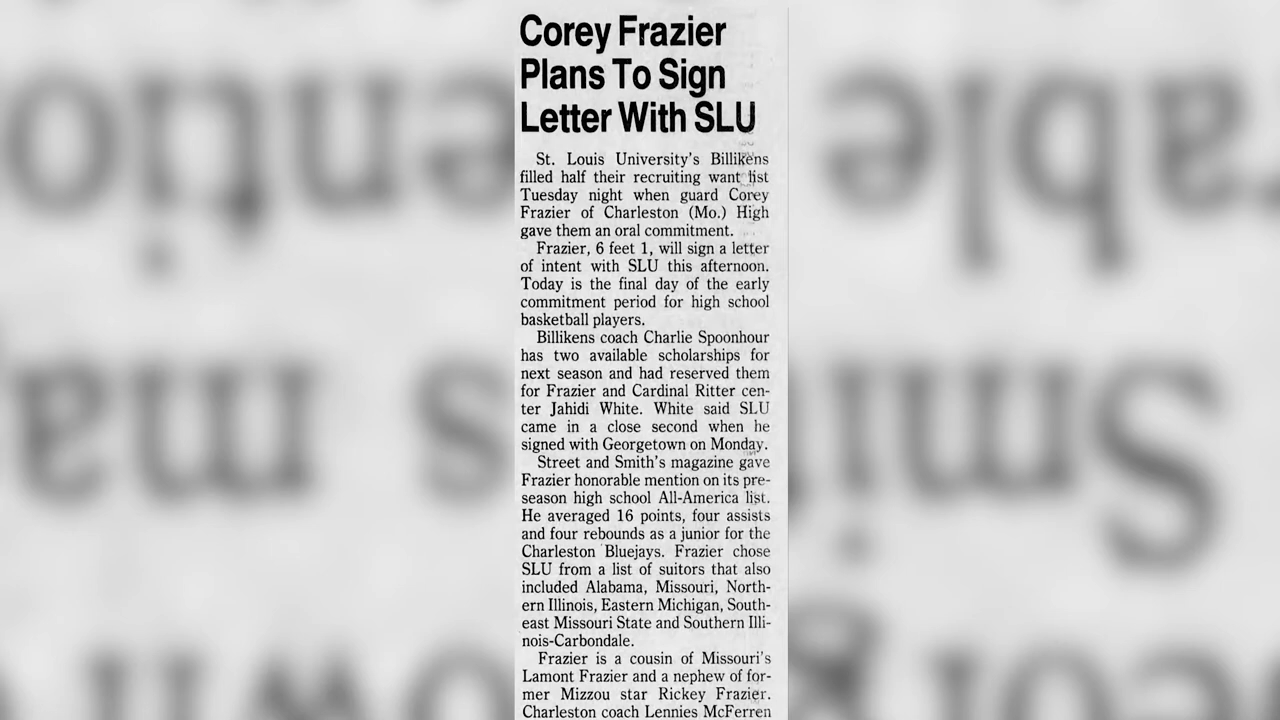 Corey Frazier
Plans To Sign
Letter With SLU
St. Louis University's Billikens
filled half their recruiting want list
Tuesday night when guard Corey
Frazier of Charleston (Mo.) High
gave them an oral commitment.
Frazier, 6 feet 1, will sign a letter
of intent with SLU this afternoon.
Today is the final day of the early
commitment period for high school
basketball players.
Billikens coach Charlie Spoonhour
has two available scholarships for
next season and had reserved them
for Frazier and Cardinal Ritter cen-
ter Jahidi White. White said SLU
came in a close second when he
signed with Georgetown on Monday.
Street and Smith's magazine gave
Frazier honorable mention on its pre-
season high school All-America list.
He averaged 16 points, four assists
and four rebounds as a junior for the
Charleston Bluejays. Frazier chose
SLU from a list of suitors that also
included Alabama, Missouri, North-
ern Illinois, Eastern Michigan, South-
east Missouri State and Southern Illi-
nois-Carbondale.
Frazier is a cousin of Missouri's
Lamont Frazier and a nephew of for-
mer Mizzou star Rickey Frazier.
Charleston coach Lennies McFerren